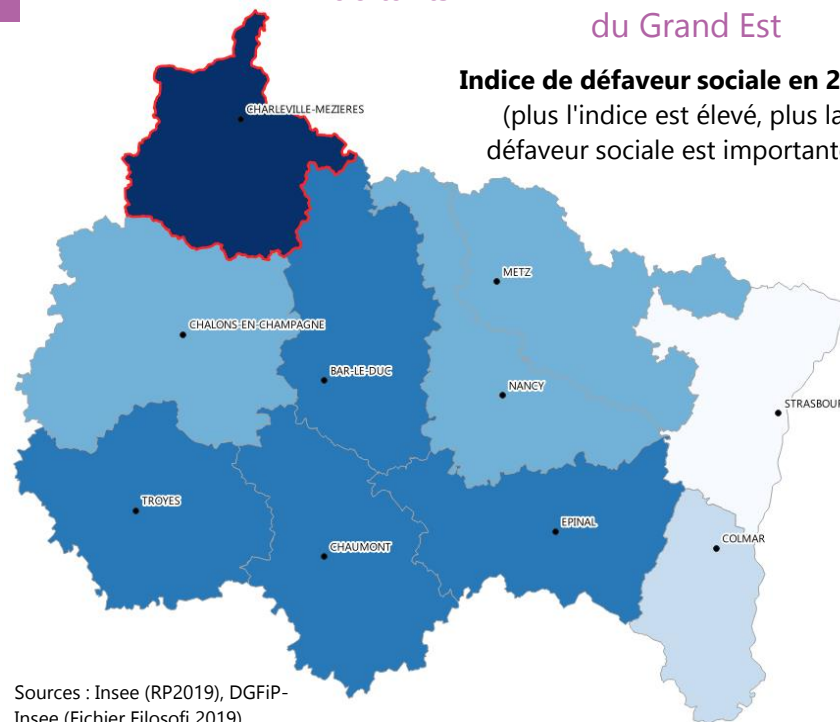 du Grand Est
Indice de défaveur sociale en 2
(plus l'indice est élevé, plus la
défaveur sociale est importante
CHARLEVILLE-MEZIERES
METZ
CHALONS-EN-CHAMPAGNE
BAR-LE-DUC
NANCY
STRASBOUR
TROYES
EPINAL
CHAUMONT
COLMAR
Sources : Insee (RP2019), DGFiP-
Insee (Fichier Filosofi 2019)